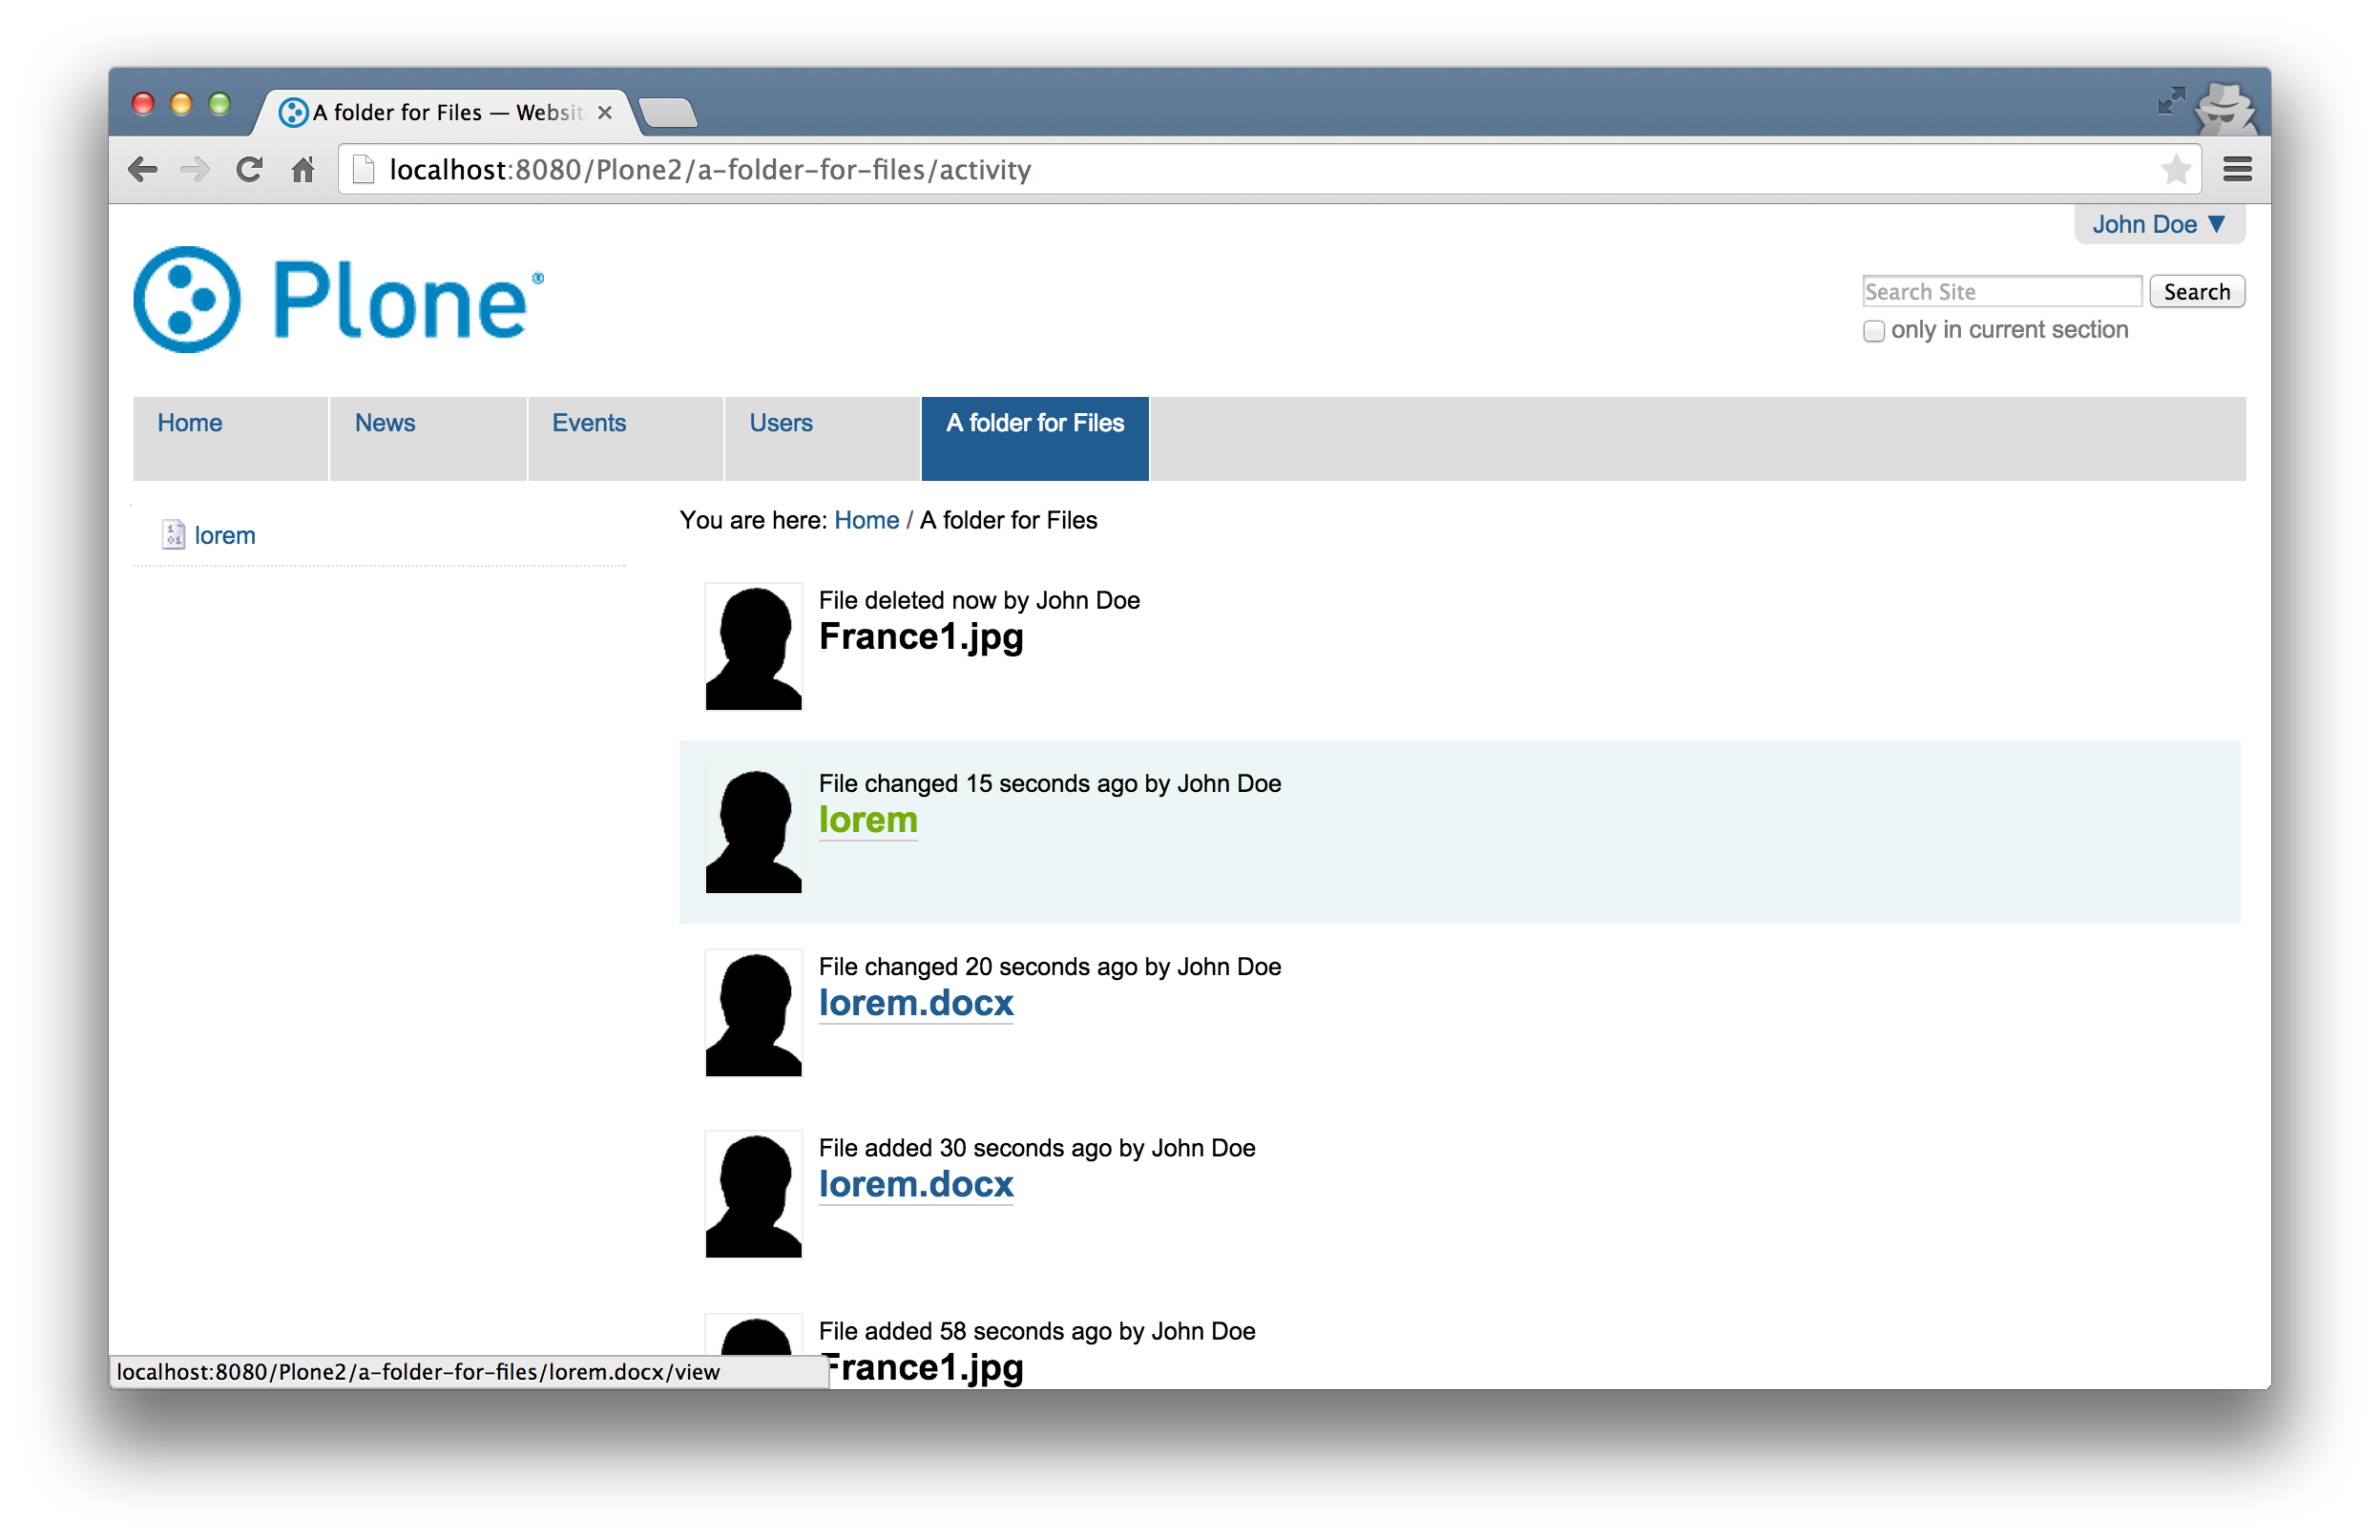 A folder for Files — Websit
localhost:8080/Plone2/a-folder-for-files/activity
John Doe ▼
Plone®
Search Site Search
only in current section
Home News Events Users A folder for Files
lorem
You are here: Home / A folder for Files
File deleted now by John Doe
France1.jpg
File changed 15 seconds ago by John Doe
lorem
File changed 20 seconds ago by John Doe
lorem.docx
File added 30 seconds ago by John Doe
lorem.docx
File added 58 seconds ago by John Doe
France1.jpg
localhost:8080/Plone2/a-folder-for-files/lorem.docx/view